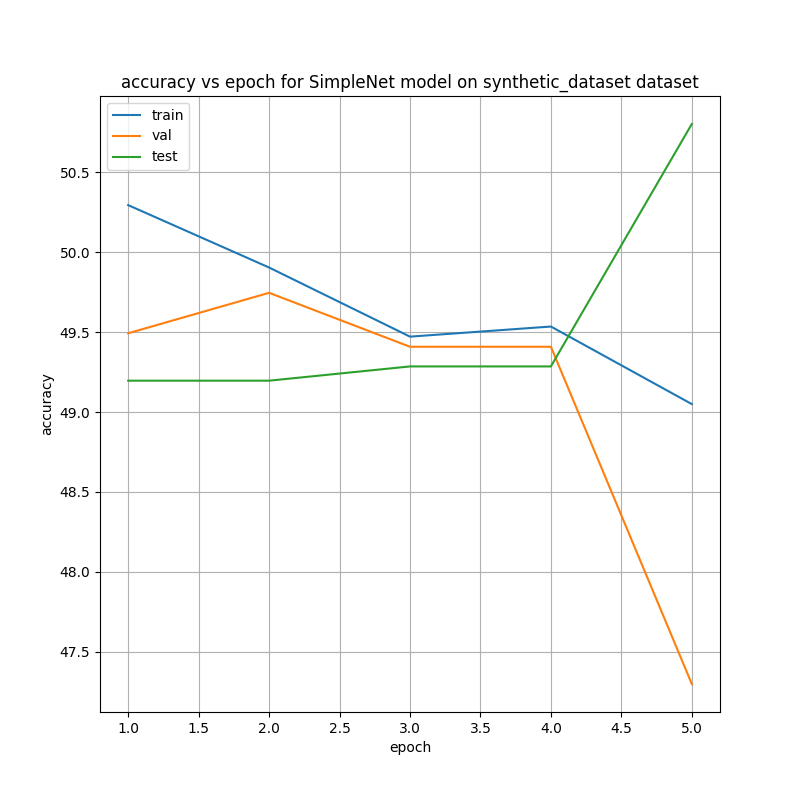 accuracy vs epoch for SimpleNet model on synthetic_dataset dataset
train
val
test
50.5
50.0
49.5
49.0
48.5
48.0
47.5
accuracy
1.0 1.5 2.0 2.5 3.0 3.5 4.0 4.5 5.0
epoch